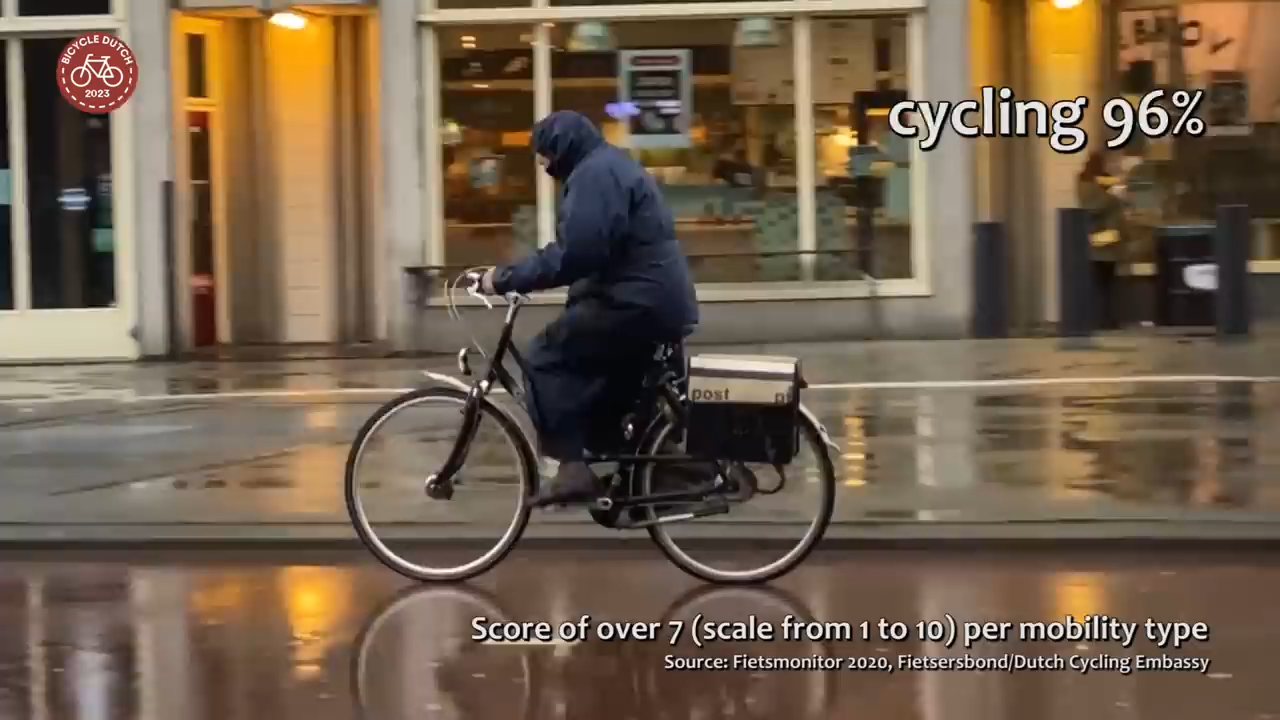 BICYCLE DUTCH
2023
cycling 96%
post
Score of over 7 (scale from 1 to 10) per mobility type
Source: Fietsmonitor 2020, Fietsersbond/Dutch Cycling Embassy